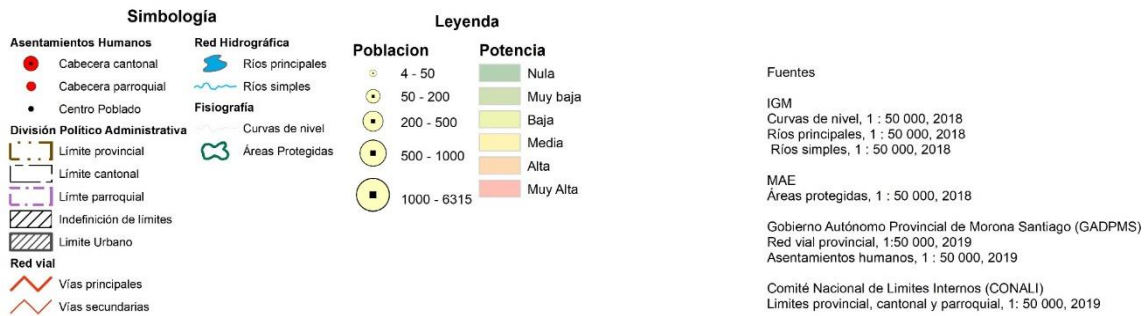 Simbología
Asentamientos Humanos
Cabecera cantonal
Cabecera parroquial
Centro Poblado
División Político Administrativa
Límite provincial
Límite cantonal
Límte parroquial
Indefinición de límites
Limite Urbano
Red vial
Vías principales
Vías secundarias
Red Hidrográfica
Ríos principales
Ríos simples
Fisiografía
Curvas de nivel
Áreas Protegidas
Leyenda
Poblacion
4 - 50
50 - 200
200 - 500
500 - 1000
1000 - 6315
Potencia
Nula
Muy baja
Baja
Media
Alta
Muy Alta
Fuentes
IGM
Curvas de nivel, 1 : 50 000, 2018
Ríos principales, 1 : 50 000, 2018
Ríos simples, 1 : 50 000, 2018
MAE
Áreas protegidas, 1 : 50 000, 2018
Gobierno Autónomo Provincial de Morona Santiago (GADPMS)
Red vial provincial, 1:50 000, 2019
Asentamientos humanos, 1 : 50 000, 2019
Comité Nacional de Limites Internos (CONALI)
Limites provincial, cantonal y parroquial, 1: 50 000, 2019